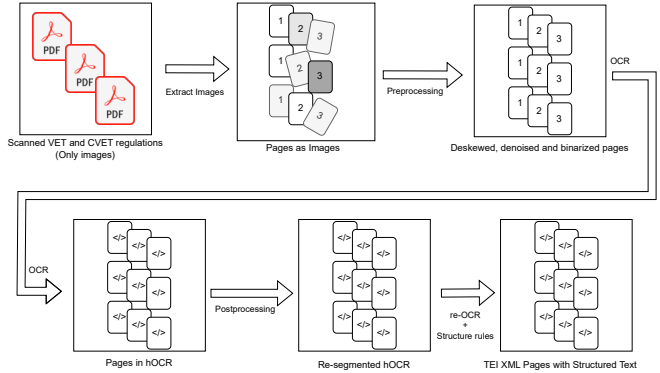 PDF
PDF
PDF
Scanned VET and CVET regulations
(Only images)
Extract Images
1
2
3
1
2
3
1
2
3
Pages as Images
Preprocessing
1
2
3
1
2
3
1
2
3
Deskewed, denoised and binarized pages
OCR
OCR
</>
</>
</>
</>
</>
</>
</>
</>
</>
Pages in hOCR
Postprocessing
</>
</>
</>
</>
</>
</>
</>
</>
</>
Re-segmented hOCR
re-OCR
+
Structure rules
</>
</>
</>
</>
</>
</>
</>
</>
</>
TEI XML Pages with Structured Text